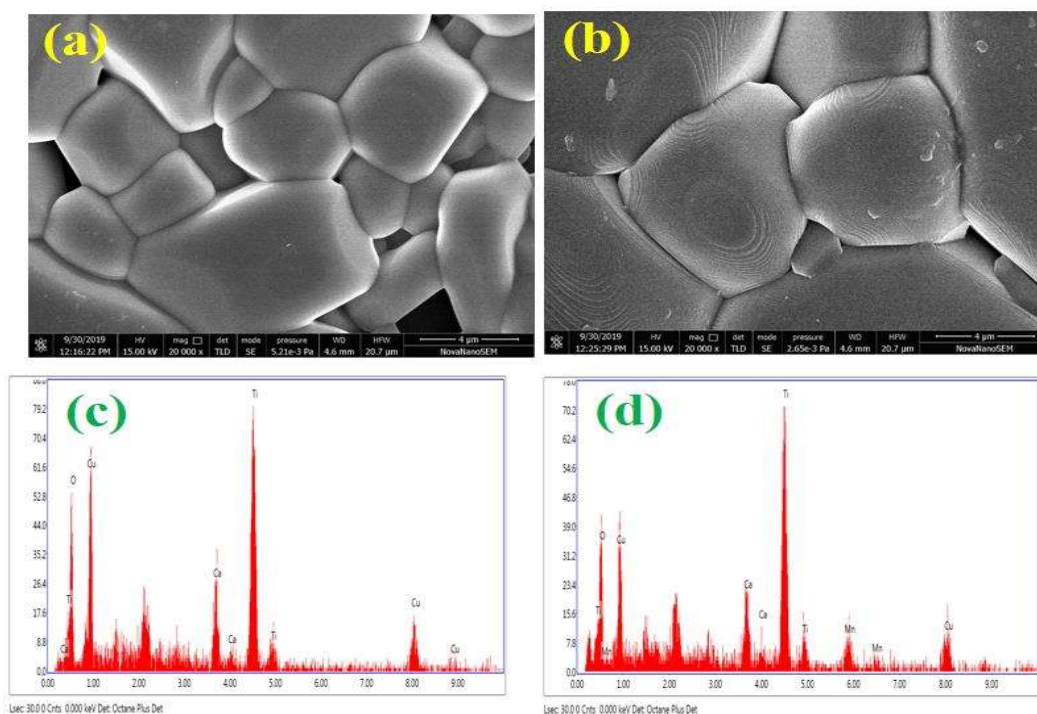 (a)
9/30/2019 HV mag det mode pressure WD HFW 4 µm
12:16:22 PM 15.00 kV 20 000 x TLD SE 5.21e-3 Pa 4.6 mm 20.7 µm NovaNanoSEM
(b)
9/30/2019 HV mag det mode pressure WD HFW 4 µm
12:25:29 PM 15.00 kV 20 000 x TLD SE 2.65e-3 Pa 4.6 mm 20.7 µm NovaNanoSEM
(c)
79.2
70.4
61.6
52.8
44.0
35.2
26.4
17.6
8.8
0.0
Ti
Cu
O
Ca
Ti
Cu
Ca
Ti
Ca
Cu
0.00 1.00 2.00 3.00 4.00 5.00 6.00 7.00 8.00 9.00
Lsec: 30.0 0 Cnts 0.000 keV Det: Octane Plus Det
(d)
78.0
70.2
62.4
54.6
46.8
39.0
31.2
23.4
15.6
7.8
0.0
Ti
O
Cu
Ca
Ti
Mn
Ca
Ti
Mn
Mn
Cu
0.00 1.00 2.00 3.00 4.00 5.00 6.00 7.00 8.00 9.00
Lsec: 30.0 0 Cnts 0.000 keV Det: Octane Plus Det